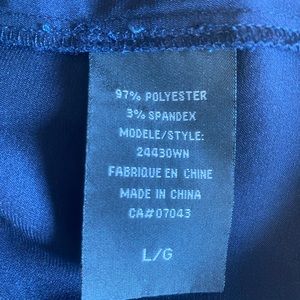 97% POLYESTER
3% SPANDEX
MODELE/STYLE:
24430WN
FABRIQUE EN CHINE
MADE IN CHINA
CA# 07043
L/G